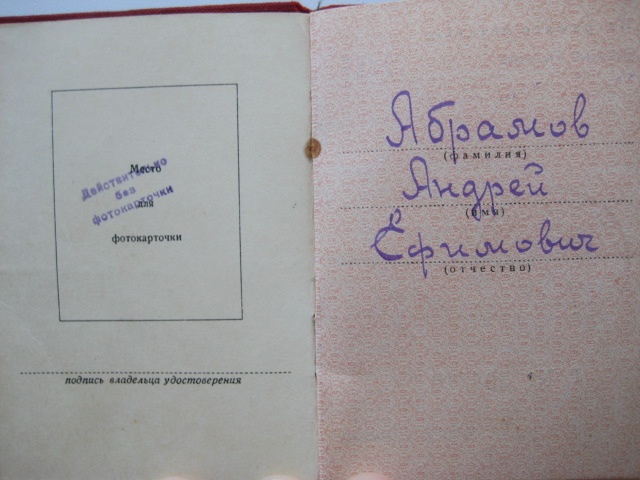 Место
для
фотокарточки
Действительно
без
фотокарточки
подпись владельца удостоверения
Абрамов
(фамилия)
Андрей
(имя)
Ефимович
(отчество)